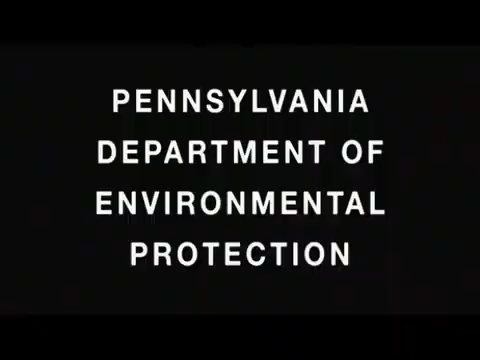 PENNSYLVANIA
DEPARTMENT OF
ENVIRONMENTAL
PROTECTION